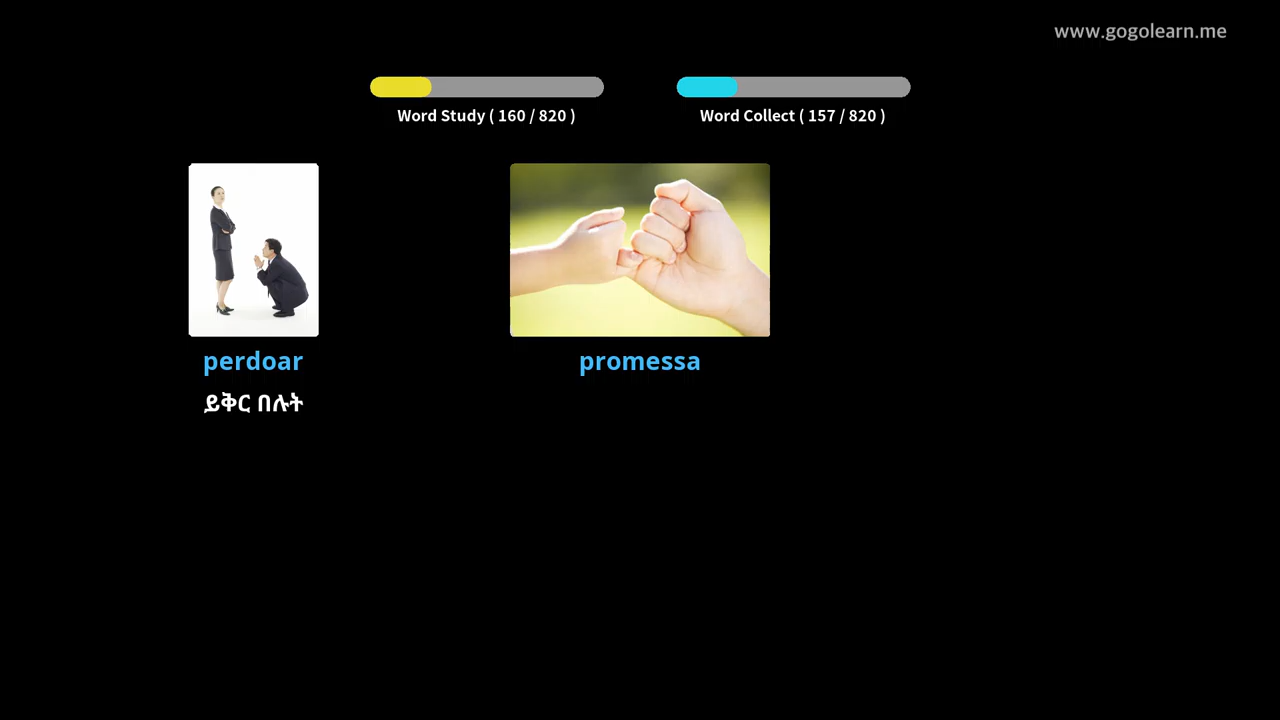 www.gogolearn.me
Word Study ( 160 / 820 )
Word Collect ( 157 / 820 )
perdoar
promessa
ይቅር በሉት